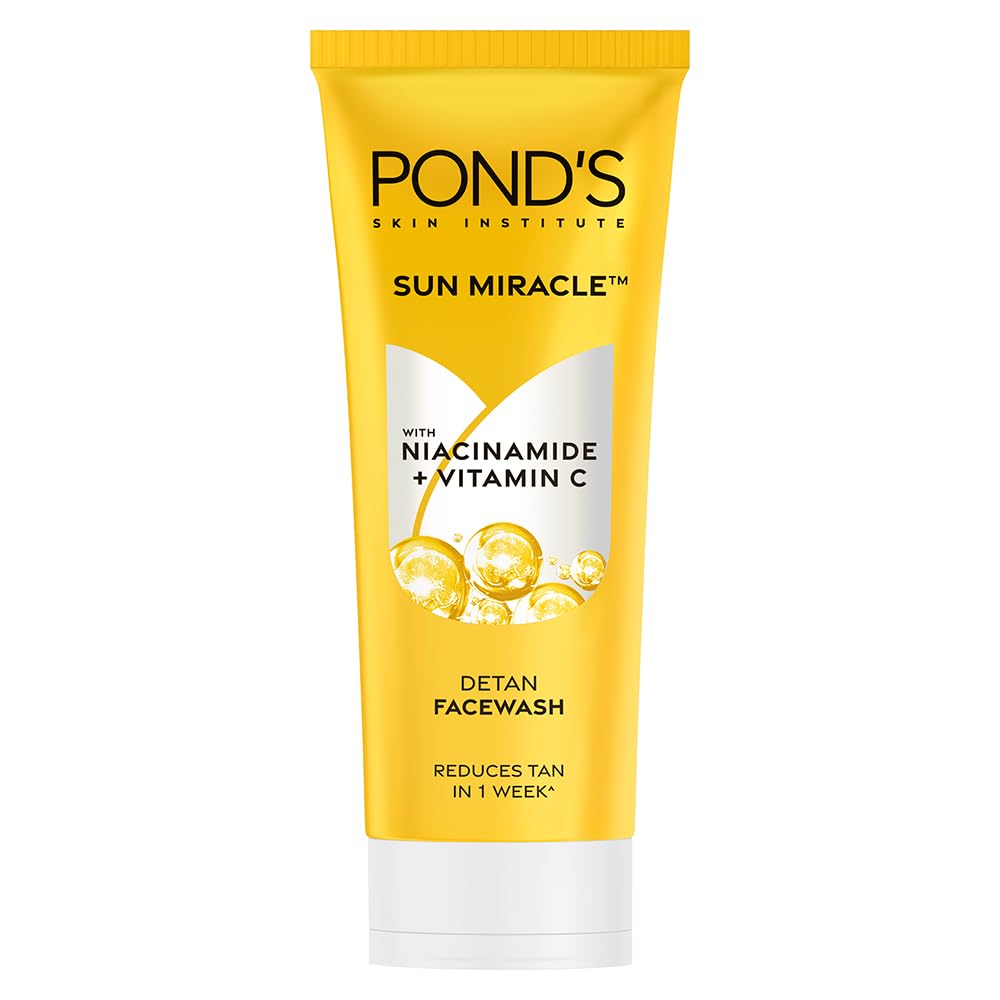 POND'S
SKIN INSTITUTE
SUN MIRACLE™
WITH
NIACINAMIDE
+ VITAMIN C
DETAN
FACEWASH
REDUCES TAN
IN 1 WEEK^